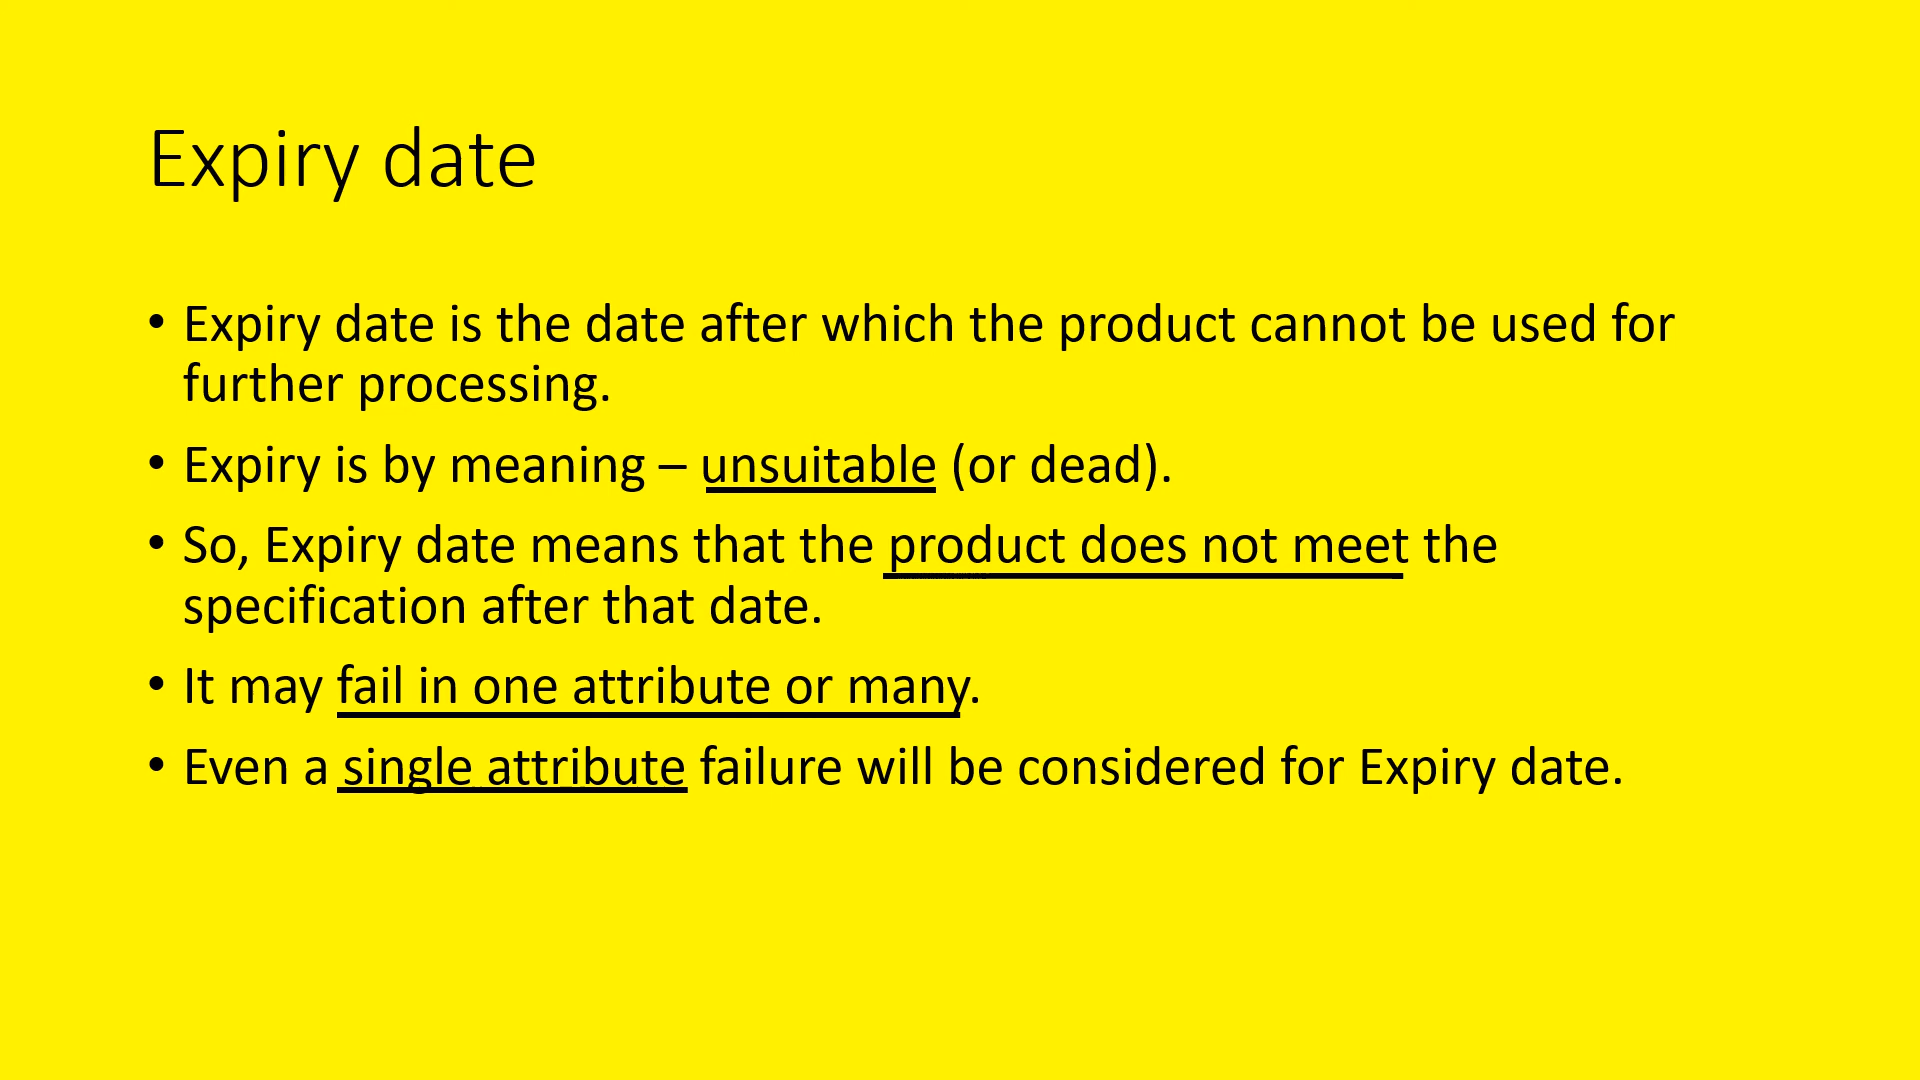 Expiry date
• Expiry date is the date after which the product cannot be used for
further processing.
• Expiry is by meaning – unsuitable (or dead).
• So, Expiry date means that the product does not meet the
specification after that date.
• It may fail in one attribute or many.
• Even a single attribute failure will be considered for Expiry date.